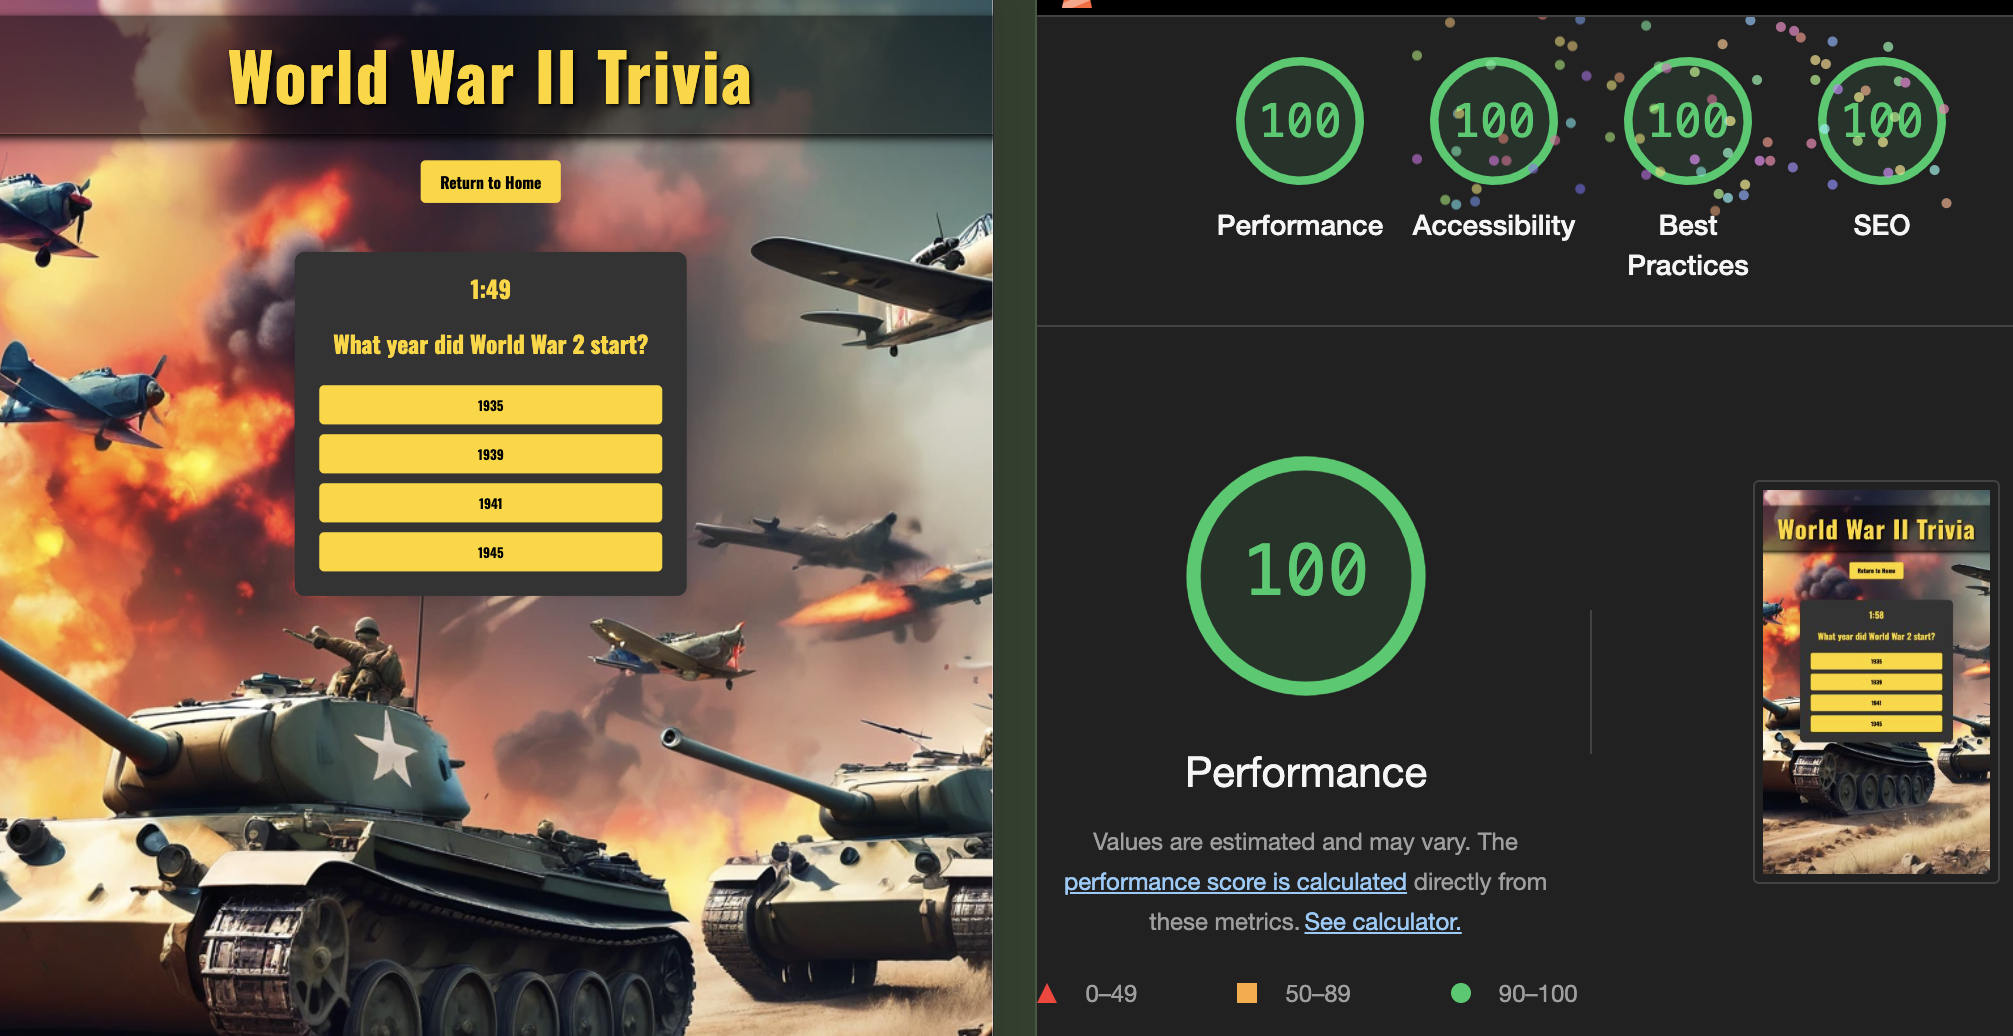 World War II Trivia
Return to Home
1:49
What year did World War 2 start?
1935
1939
1941
1945
100
100
100
100
Performance
Accessibility
Best
Practices
SEO
100
Performance
Values are estimated and may vary. The
performance score is calculated directly from
these metrics. See calculator.
0–49
50–89
90–100
World War II Trivia
Return to Home
1:58
What year did World War 2 start?
1935
1939
1941
1945